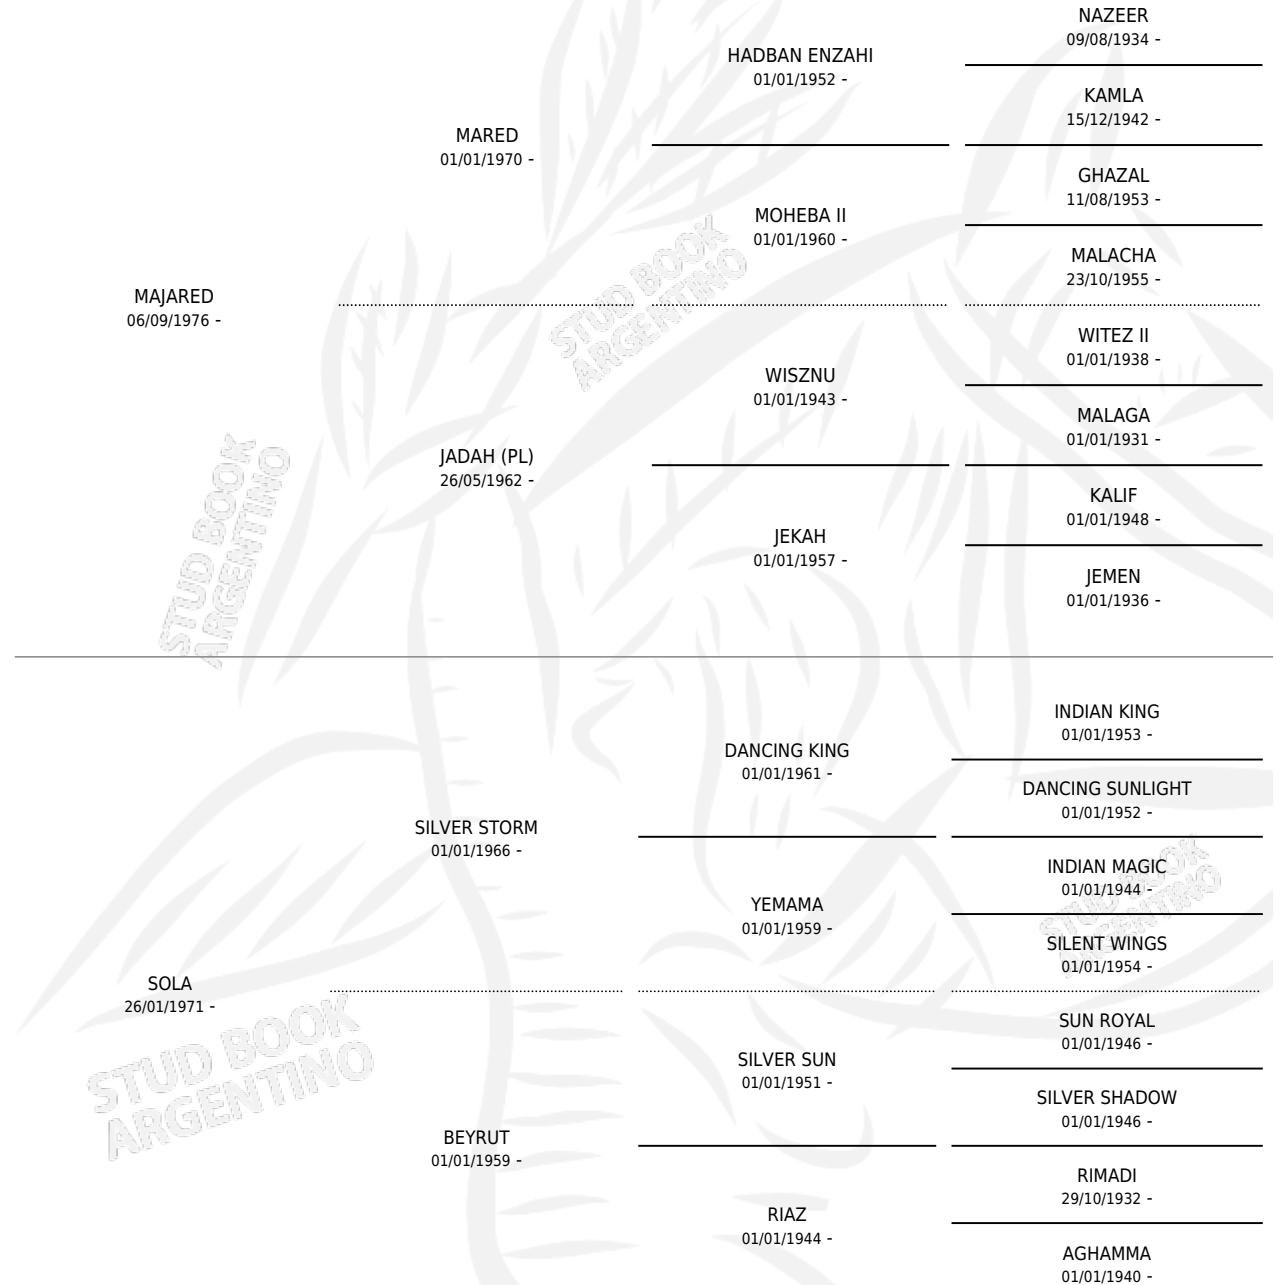 NAZEER
09/08/1934 -
HADBAN ENZAHI
01/01/1952 -
KAMLA
15/12/1942 -
MARED
01/01/1970 -
GHAZAL
11/08/1953 -
MOHEBA II
01/01/1960 -
MALACHA
23/10/1955 -
MAJARED
06/09/1976 -
WITEZ II
01/01/1938 -
WISZNU
01/01/1943 -
MALAGA
01/01/1931 -
JADAH (PL)
26/05/1962 -
KALIF
01/01/1948 -
JEKAH
01/01/1957 -
JEMEN
01/01/1936 -
INDIAN KING
01/01/1953 -
DANCING KING
01/01/1961 -
DANCING SUNLIGHT
01/01/1952 -
SILVER STORM
01/01/1966 -
INDIAN MAGIC
01/01/1944 -
YEMAMA
01/01/1959 -
SILENT WINGS
01/01/1954 -
SOLA
26/01/1971 -
SUN ROYAL
01/01/1946 -
SILVER SUN
01/01/1951 -
SILVER SHADOW
01/01/1946 -
BEYRUT
01/01/1959 -
RIMADI
29/10/1932 -
RIAZ
01/01/1944 -
AGHAMMA
01/01/1940 -
STUD BOOK
ARGENTINO
STUD BOOK
ARGENTINO
STUD BOOK
ARGENTINO
STUD BOOK
ARGENTINO